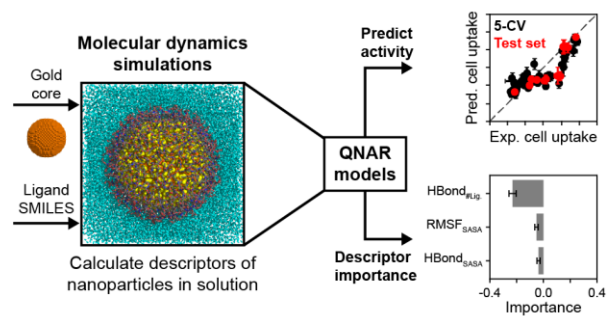 Molecular dynamics
simulations
Gold
core
Ligand
SMILES
Calculate descriptors of
nanoparticles in solution
QNAR
models
Predict
activity
Descriptor
importance
5-CV
Test set
Pred. cell uptake
Exp. cell uptake
HBond#Lig.
RMSFSASA
HBondSASA
-0.4 0.0 0.4
Importance